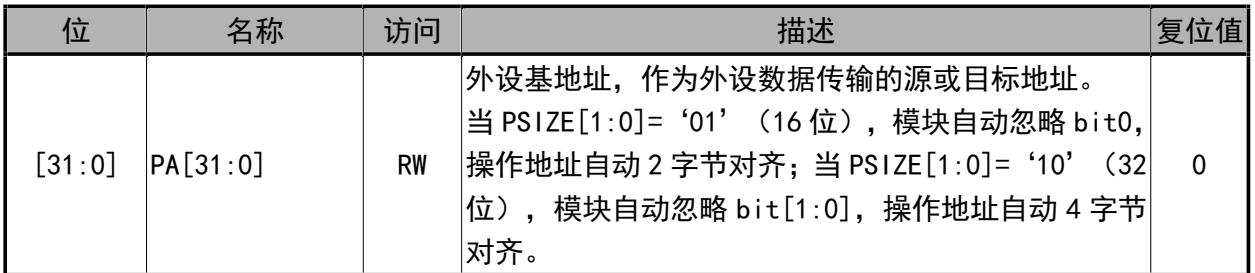 位 名称 访问 描述 复位值
外设基地址，作为外设数据传输的源或目标地址。
当 PSIZE[1:0]=‘01’（16 位），模块自动忽略 bit0，
[31:0] PA[31:0] RW 操作地址自动 2 字节对齐；当 PSIZE[1:0]=‘10’（32 0
位），模块自动忽略 bit[1:0]，操作地址自动 4 字节
对齐。